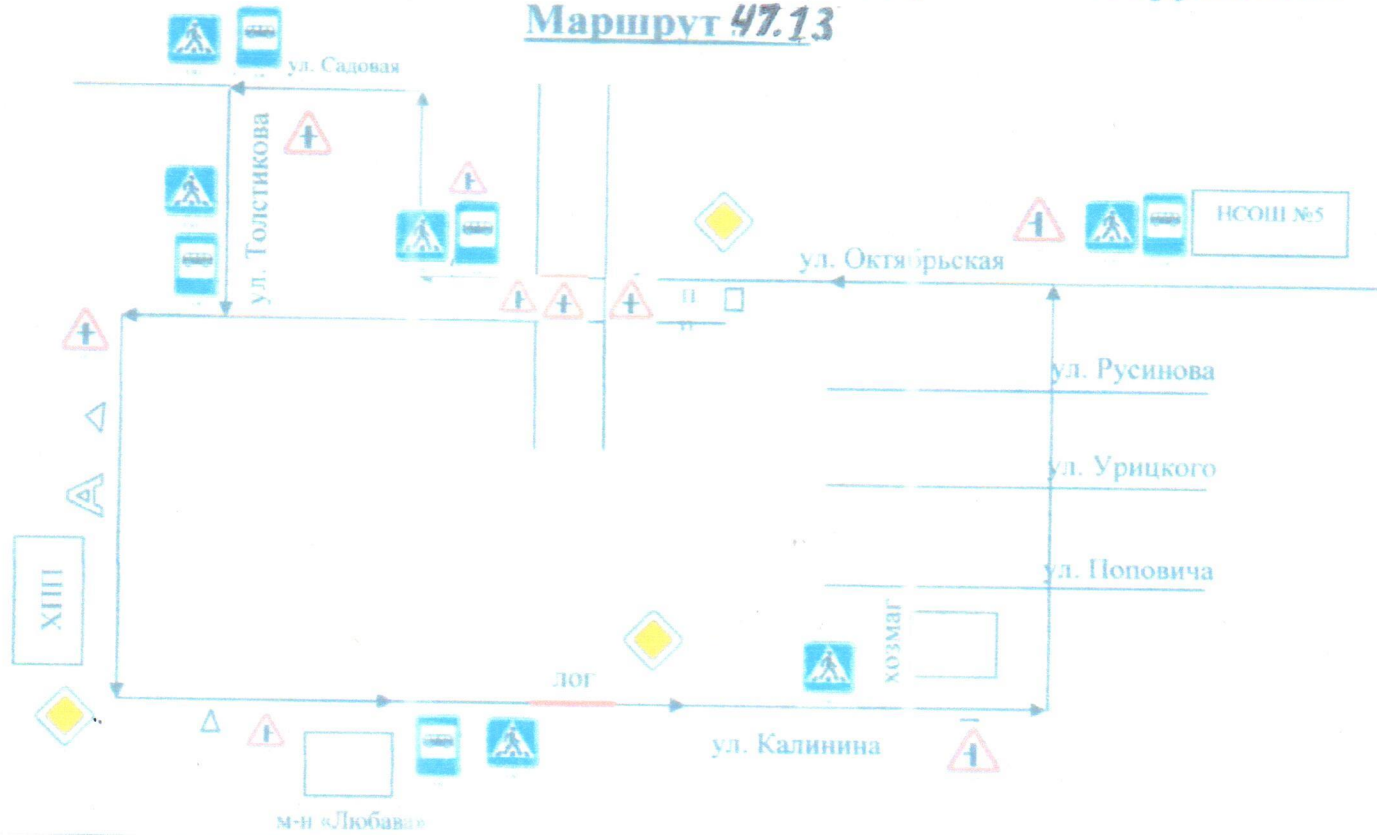 Маршрут 47.13
ул. Садовая
ул. Толстикова
НСОШ №5
ул. Октябрьская
П
П
ул. Русинова
ул. Урицкого
ул. Поповича
А
ХПП
хозмаг
лог
ул. Калинина
м-н «Любава»